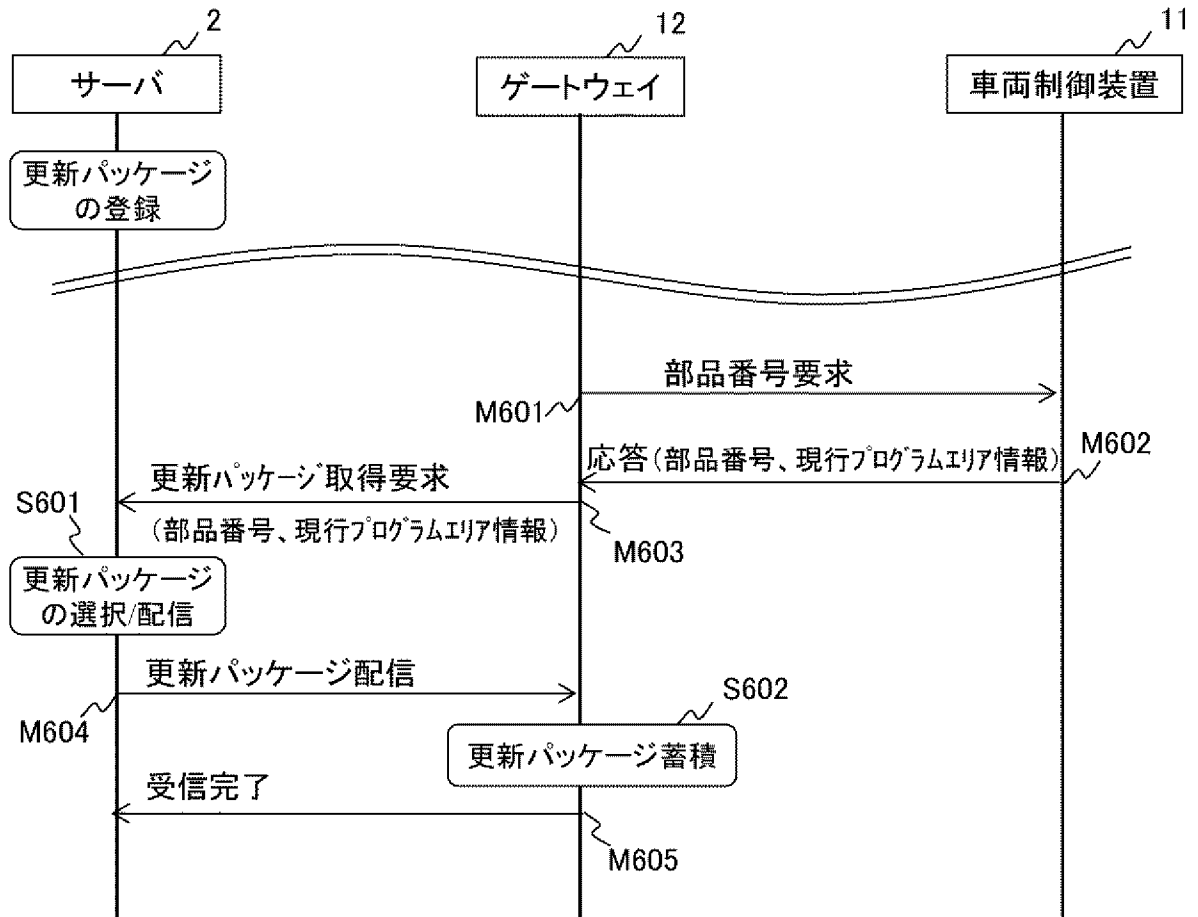 2
12
11
サーバ
ゲートウェイ
車両制御装置
更新パッケージ
の登録
部品番号要求
M601
M602
応答(部品番号、現行プログラムエリア情報)
更新パッケージ取得要求
S601
(部品番号、現行プログラムエリア情報)
M603
更新パッケージ
の選択/配信
更新パッケージ配信
S602
M604
更新パッケージ蓄積
受信完了
M605